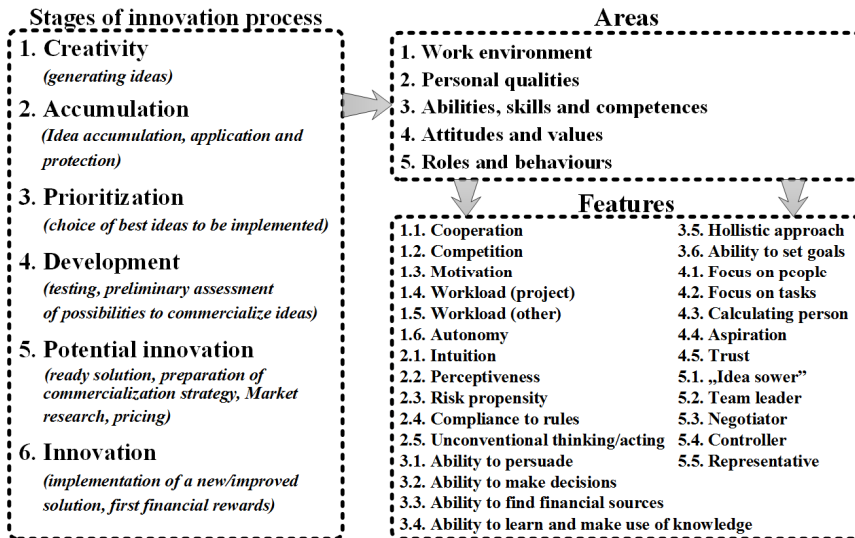 Stages of innovation process
1. Creativity
(generating ideas)
2. Accumulation
(Idea accumulation, application and
protection)
3. Prioritization
(choice of best ideas to be implemented)
4. Development
(testing, preliminary assessment
of possibilities to commercialize ideas)
5. Potential innovation
(ready solution, preparation of
commercialization strategy, Market
research, pricing)
6. Innovation
(implementation of a new/improved
solution, first financial rewards)
Areas
1. Work environment
2. Personal qualities
3. Abilities, skills and competences
4. Attitudes and values
5. Roles and behaviours
Features
1.1. Cooperation
1.2. Competition
1.3. Motivation
1.4. Workload (project)
1.5. Workload (other)
1.6. Autonomy
2.1. Intuition
2.2. Perceptiveness
2.3. Risk propensity
2.4. Compliance to rules
2.5. Unconventional thinking/acting
3.1. Ability to persuade
3.2. Ability to make decisions
3.3. Ability to find financial sources
3.4. Ability to learn and make use of knowledge
3.5. Hollistic approach
3.6. Ability to set goals
4.1. Focus on people
4.2. Focus on tasks
4.3. Calculating person
4.4. Aspiration
4.5. Trust
5.1. „Idea sower”
5.2. Team leader
5.3. Negotiator
5.4. Controller
5.5. Representative